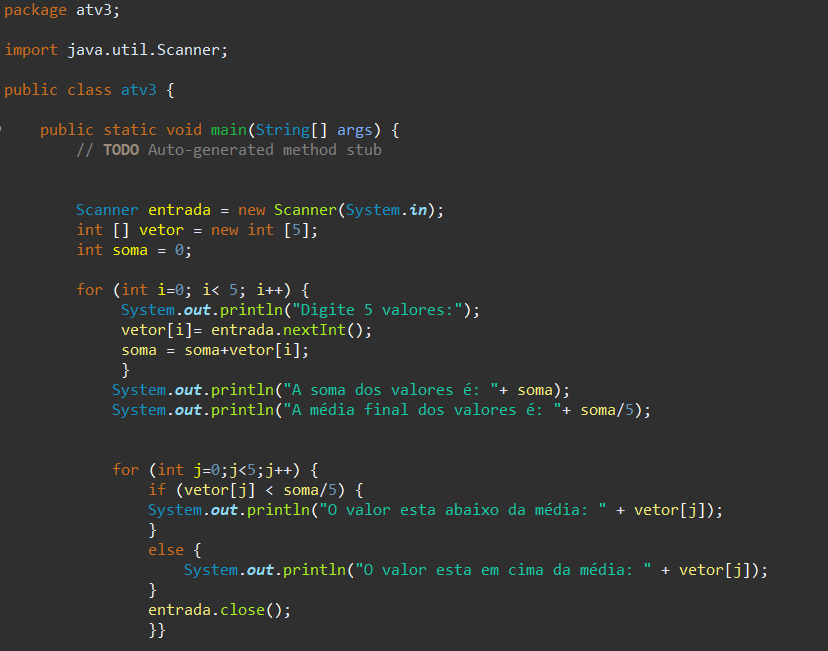 package atv3;
import java.util.Scanner;
public class atv3 {
public static void main(String[] args) {
// TODO Auto-generated method stub
Scanner entrada = new Scanner(System.in);
int [] vetor = new int [5];
int soma = 0;
for (int i=0; i< 5; i++) {
System.out.println("Digite 5 valores:");
vetor[i]= entrada.nextInt();
soma = soma+vetor[i];
}
System.out.println("A soma dos valores é: "+ soma);
System.out.println("A média final dos valores é: "+ soma/5);
for (int j=0;j<5;j++) {
if (vetor[j] < soma/5) {
System.out.println("O valor esta abaixo da média: " + vetor[j]);
}
else {
System.out.println("O valor esta em cima da média: " + vetor[j]);
}
entrada.close();
}}